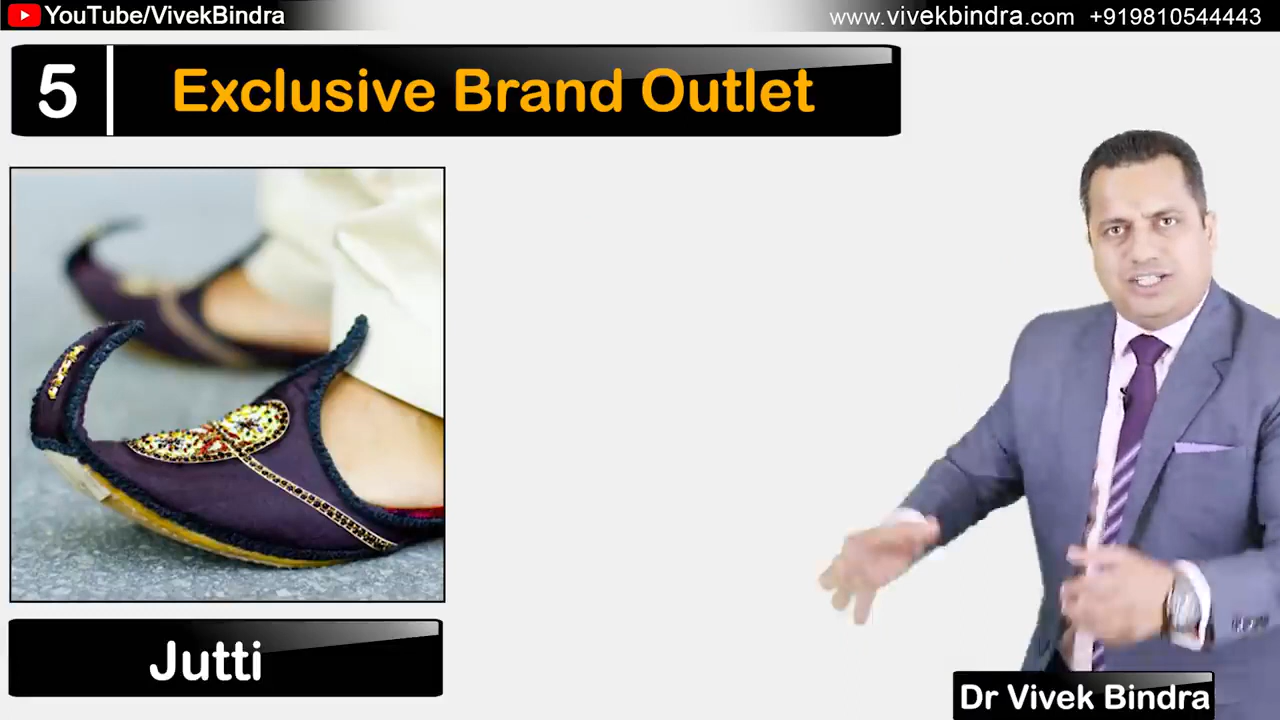 YouTube/VivekBindra
www.vivekbindra.com +919810544443
5 Exclusive Brand Outlet
Jutti
Dr Vivek Bindra